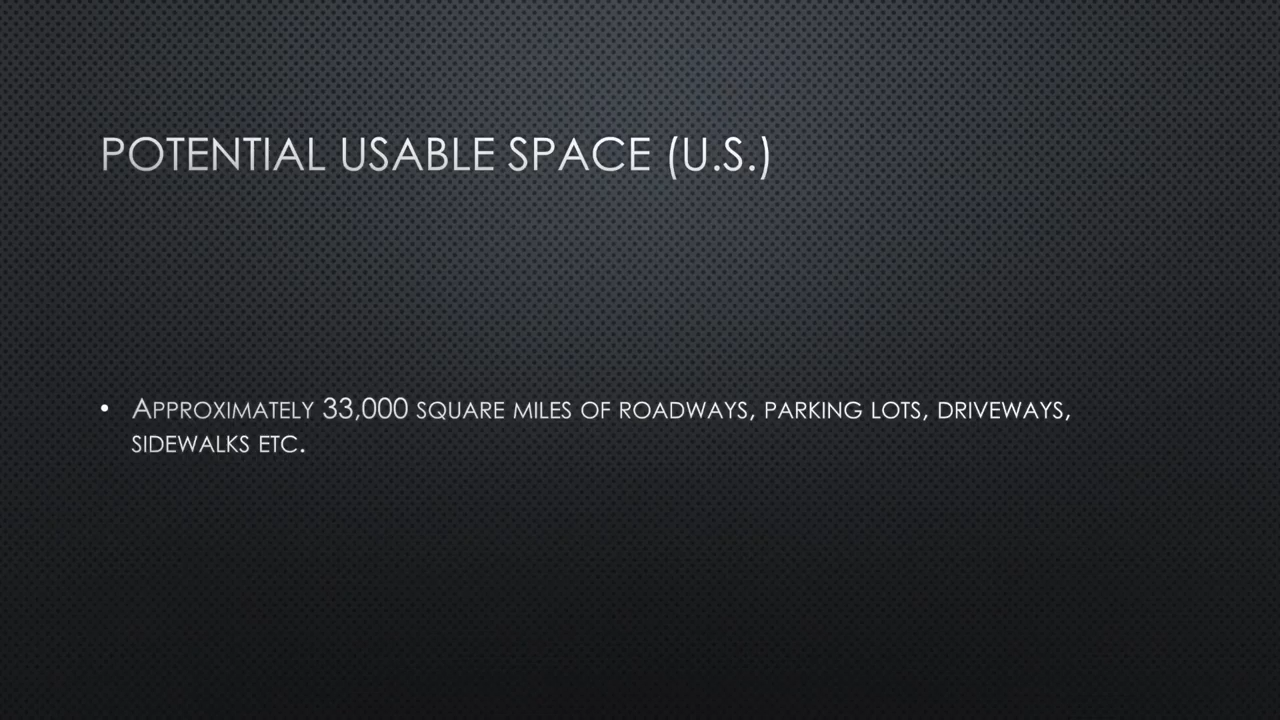 POTENTIAL USABLE SPACE (U.S.)
• APPROXIMATELY 33,000 SQUARE MILES OF ROADWAYS, PARKING LOTS, DRIVEWAYS,
SIDEWALKS ETC.